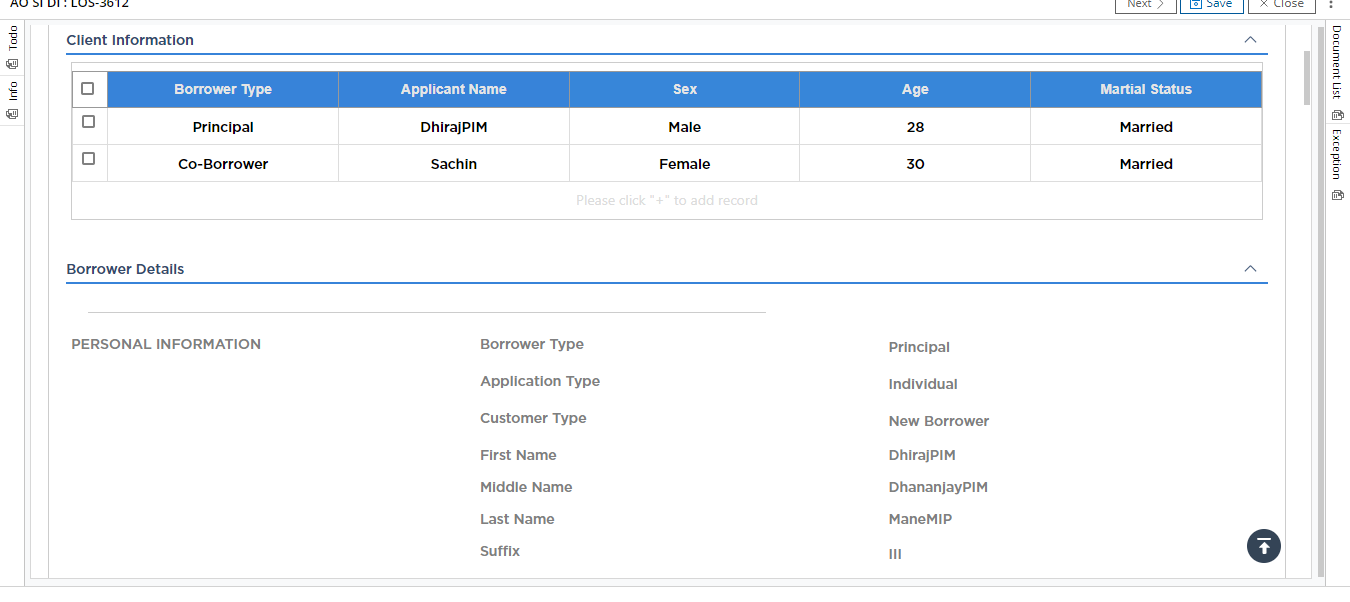 AO SI DI : LOS-3612
Next
Save
Close
Todo
Info
Document List
Exception
Client Information
Borrower Type Applicant Name Sex Age Martial Status
Principal DhirajPIM Male 28 Married
Co-Borrower Sachin Female 30 Married
Please click "+" to add record
Borrower Details
PERSONAL INFORMATION
Borrower Type Principal
Application Type Individual
Customer Type New Borrower
First Name DhirajPIM
Middle Name DhananjayPIM
Last Name ManeMIP
Suffix III